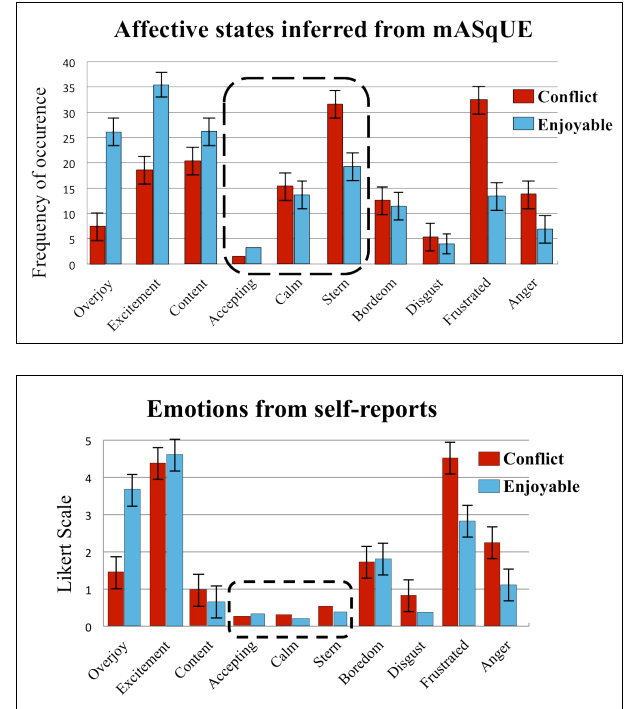 Affective states inferred from mASqUE
40
35
30
25
20
15
10
5
0
Frequency of occurence
Conflict
Enjoyable
Overjoy
Excitement
Content
Accepting
Calm
Stern
Bordeom
Disgust
Frustrated
Anger
Emotions from self-reports
5
4
3
2
1
0
Likert Scale
Conflict
Enjoyable
Overjoy
Excitement
Content
Accepting
Calm
Stern
Boredom
Disgust
Frustrated
Anger